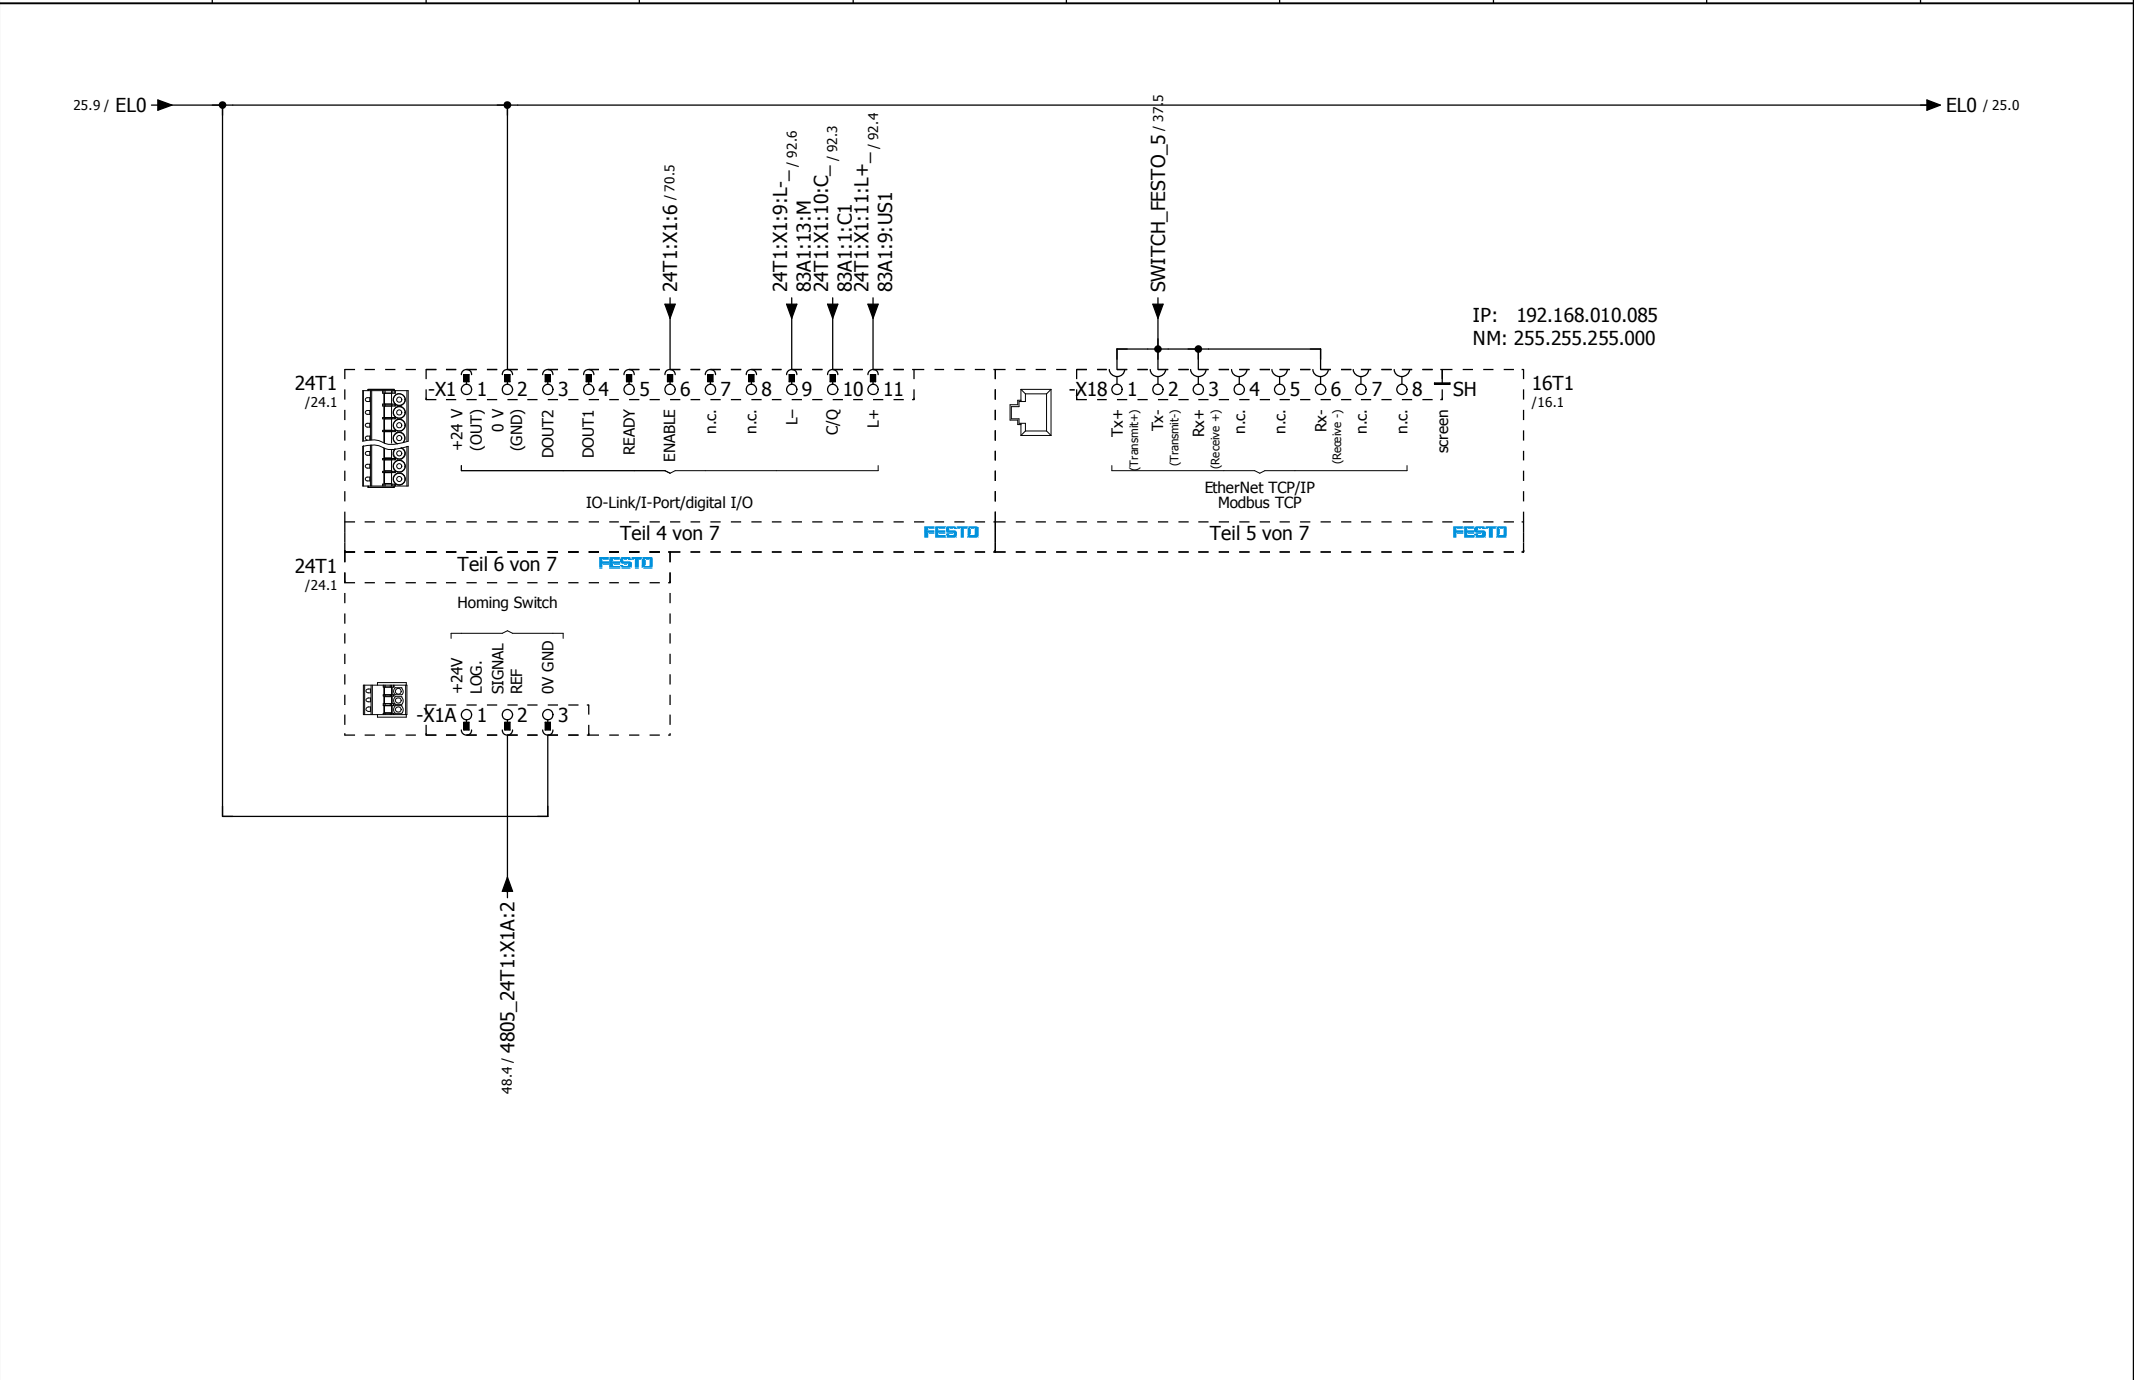 25.9 / EL0
EL0 / 25.0
24T1:X1:6 / 70.5
24T1:X1:9:L-_ / 92.6
83A1:13:M
24T1:X1:10:C_ / 92.3
83A1:1:C1
24T1:X1:11:L+_ / 92.4
83A1:9:US1
SWITCH_FESTO_5 / 37.5
IP: 192.168.010.085
NM: 255.255.255.000
24T1
/24.1
-X1 1 2 3 4 5 6 7 8 9 10 11
+24 V
(OUT)
0 V
(GND)
DOUT2
DOUT1
READY
ENABLE
n.c.
n.c.
L–
C/Q
L+
IO-Link/I-Port/digital I/O
Teil 4 von 7
FESTO
-X18 1 2 3 4 5 6 7 8 SH
16T1
/16.1
Tx+
(Transmit+)
Tx-
(Transmit-)
Rx+
(Receive +)
n.c.
n.c.
Rx-
(Receive -)
n.c.
n.c.
screen
EtherNet TCP/IP
Modbus TCP
Teil 5 von 7
FESTO
24T1
/24.1
Teil 6 von 7
FESTO
Homing Switch
+24V
LOG.
SIGNAL
REF
0V GND
-X1A 1 2 3
48.4 / 4805_24T1:X1A:2